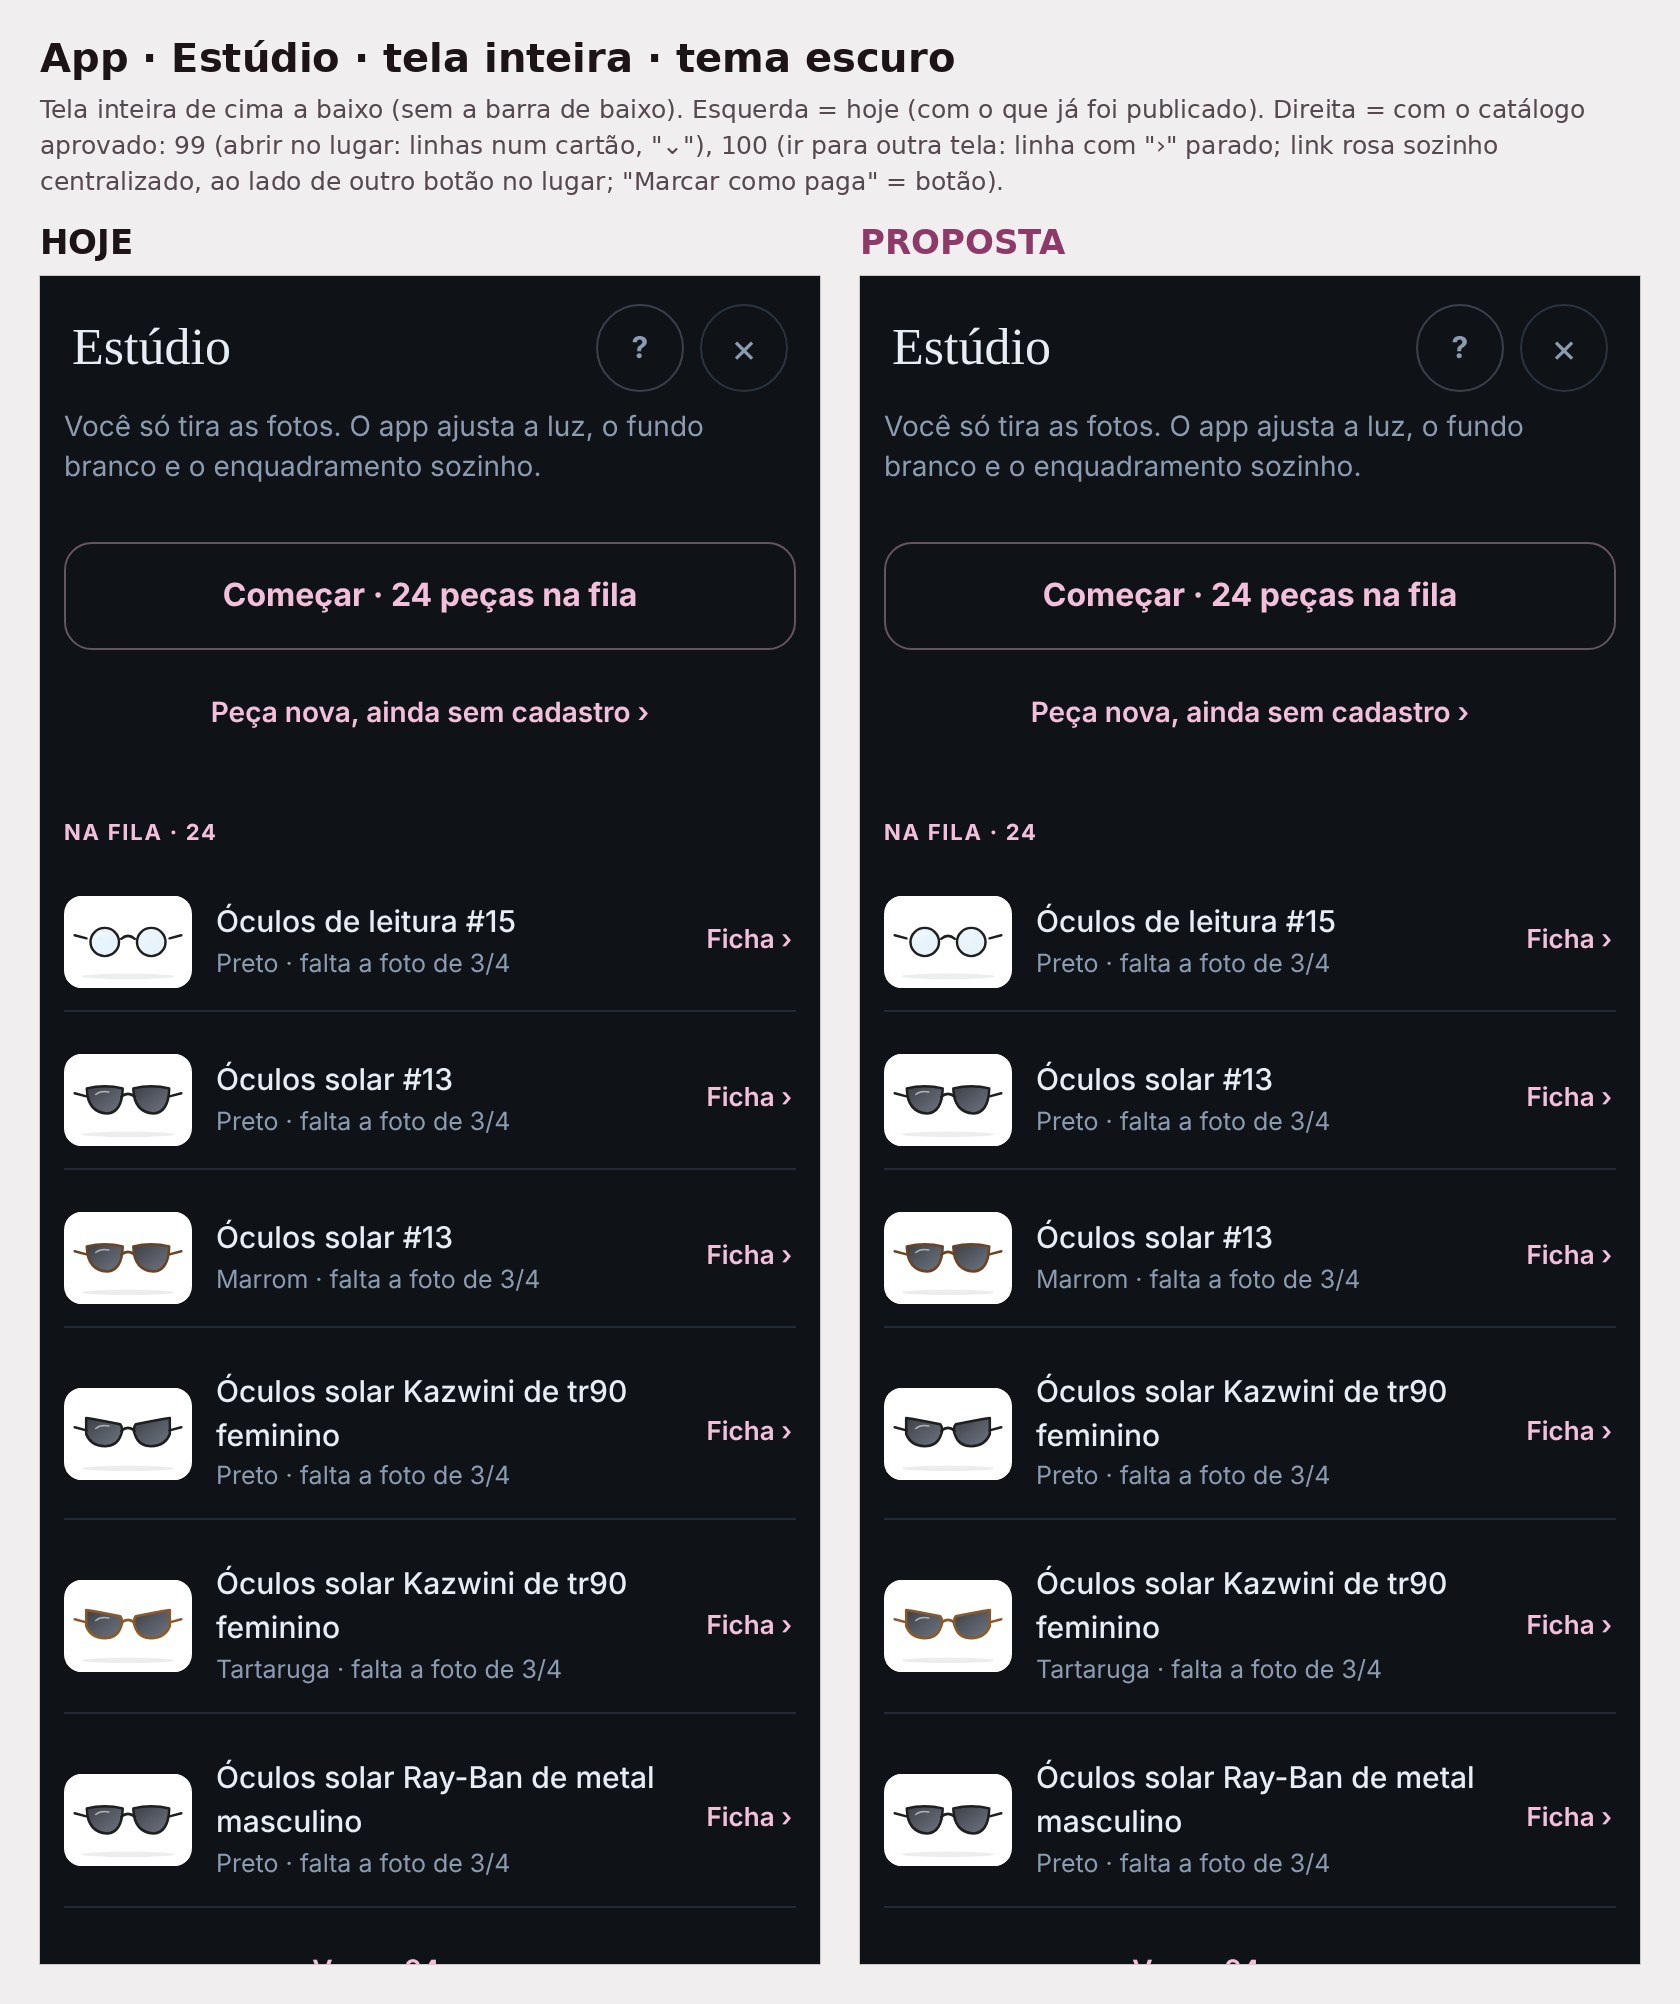 App · Estúdio · tela inteira · tema escuro
Tela inteira de cima a baixo (sem a barra de baixo). Esquerda = hoje (com o que já foi publicado). Direita = com o catálogo
aprovado: 99 (abrir no lugar: linhas num cartão, "⌄"), 100 (ir para outra tela: linha com "›" parado; link rosa sozinho
centralizado, ao lado de outro botão no lugar; "Marcar como paga" = botão).
HOJE
Estúdio
?
×
Você só tira as fotos. O app ajusta a luz, o fundo
branco e o enquadramento sozinho.
Começar · 24 peças na fila
Peça nova, ainda sem cadastro ›
NA FILA · 24
Óculos de leitura #15
Preto · falta a foto de 3/4
Ficha ›
Óculos solar #13
Preto · falta a foto de 3/4
Ficha ›
Óculos solar #13
Marrom · falta a foto de 3/4
Ficha ›
Óculos solar Kazwini de tr90
feminino
Preto · falta a foto de 3/4
Ficha ›
Óculos solar Kazwini de tr90
feminino
Tartaruga · falta a foto de 3/4
Ficha ›
Óculos solar Ray-Ban de metal
masculino
Preto · falta a foto de 3/4
Ficha ›
PROPOSTA
Estúdio
?
×
Você só tira as fotos. O app ajusta a luz, o fundo
branco e o enquadramento sozinho.
Começar · 24 peças na fila
Peça nova, ainda sem cadastro ›
NA FILA · 24
Óculos de leitura #15
Preto · falta a foto de 3/4
Ficha ›
Óculos solar #13
Preto · falta a foto de 3/4
Ficha ›
Óculos solar #13
Marrom · falta a foto de 3/4
Ficha ›
Óculos solar Kazwini de tr90
feminino
Preto · falta a foto de 3/4
Ficha ›
Óculos solar Kazwini de tr90
feminino
Tartaruga · falta a foto de 3/4
Ficha ›
Óculos solar Ray-Ban de metal
masculino
Preto · falta a foto de 3/4
Ficha ›